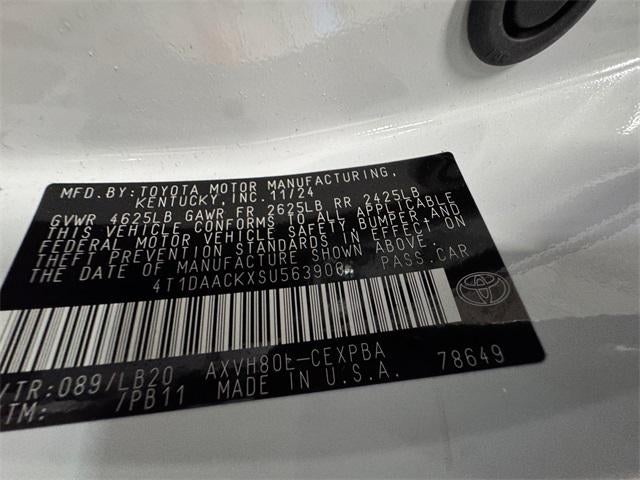 MFD.BY:TOYOTA MOTOR MANUFACTURING,
KENTUCKY,INC.11/24
GVWR 4625LB GAWR FR 2625LB RR 2425LB
THIS VEHICLE CONFORMS TO ALL APPLICABLE
FEDERAL MOTOR VEHICLE SAFETY, BUMPER, AND
THEFT PREVENTION STANDARDS IN EFFECT ON
THE DATE OF MANUFACTURE SHOWN ABOVE.
PASS.CAR
/TR:089/LB20 AXVH80L-CEXPBA
TM: /PB11 MADE IN U.S.A. 78649